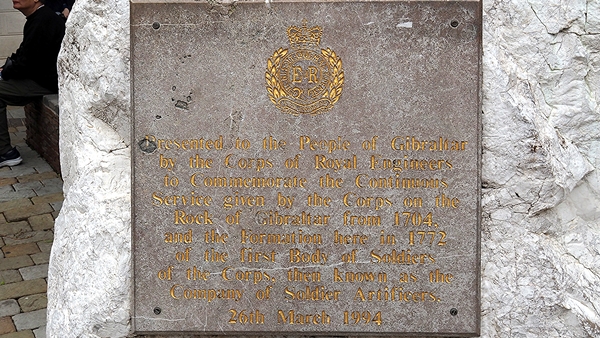 E R
Presented to the People of Gibraltar
by the Corps of Royal Engineers
to Commemorate the Continuous
Service given by the Corps on the
Rock of Gibraltar from 1704,
and the Formation here in 1772
of the first Body of Soldiers
of the Corps, then known as the
Company of Soldier Artificers.
26th March 1994